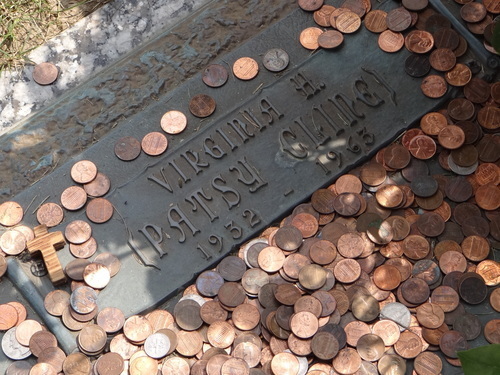 VIRGINIA H.
(PATSY CLINE)
1932 - 1963